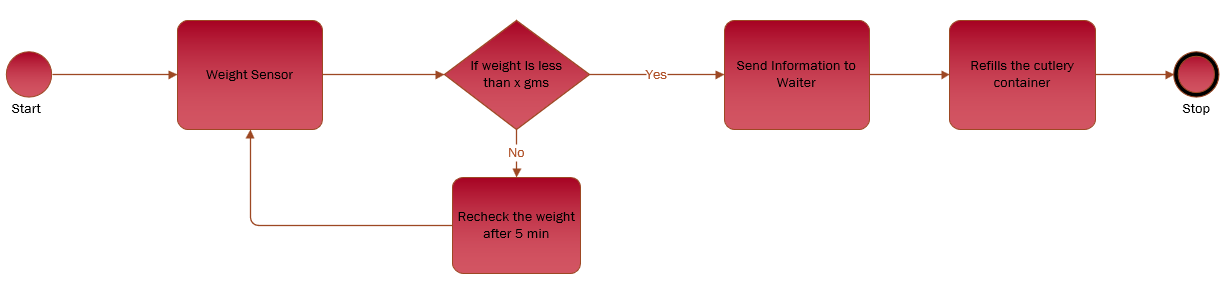 Start
Weight Sensor
If weight Is less
than x gms
Yes
Send Information to
Waiter
Refills the cutlery
container
Stop
No
Recheck the weight
after 5 min